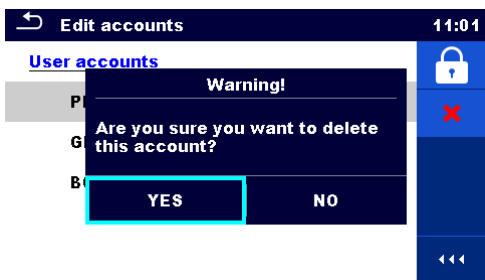 Edit accounts
11:01
User accounts
Warning!
Are you sure you want to delete
this account?
YES
NO